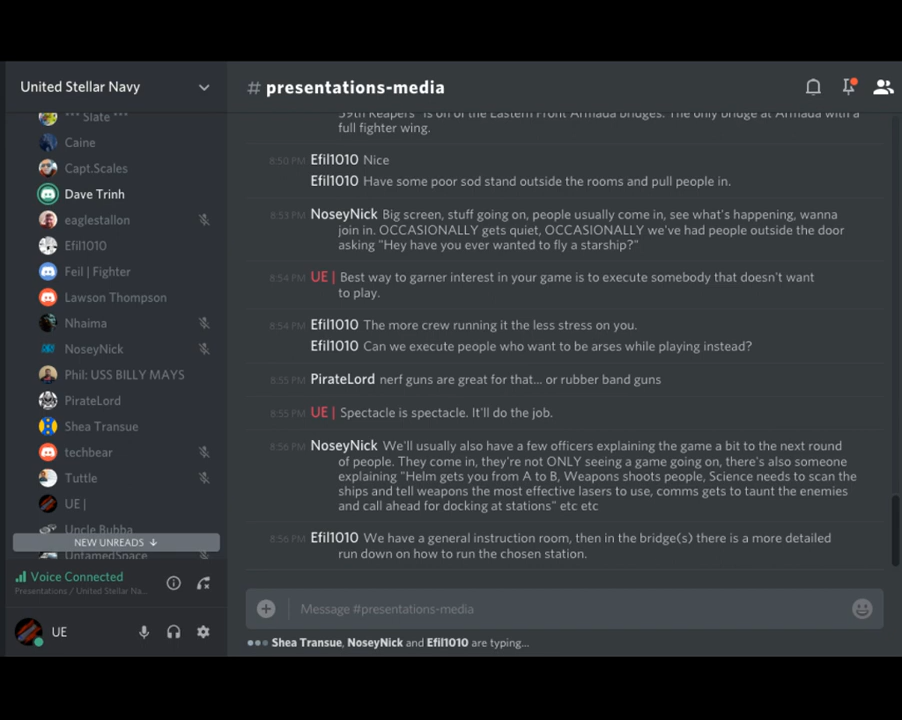 United Stellar Navy
# presentations-media
*** Slate ***
Caine
Capt.Scales
Dave Trinh
eaglestallon
Efil1010
Feil | Fighter
Lawson Thompson
Nhaima
NoseyNick
Phil: USS BILLY MAYS
PirateLord
Shea Transue
techbear
Tuttle
UE |
Uncle Bubba
NEW UNREADS ↓
UntamedSpace
Voice Connected
Presentations / United Stellar Na...
UE
39th Reapers" is on of the Eastern Front Armada bridges. The only bridge at Armada with a
full fighter wing.
8:50 PM Efil1010 Nice
Efil1010 Have some poor sod stand outside the rooms and pull people in.
8:53 PM NoseyNick Big screen, stuff going on, people usually come in, see what's happening, wanna
join in. OCCASIONALLY gets quiet, OCCASIONALLY we've had people outside the door
asking "Hey have you ever wanted to fly a starship?"
8:54 PM UE | Best way to garner interest in your game is to execute somebody that doesn't want
to play.
8:54 PM Efil1010 The more crew running it the less stress on you.
Efil1010 Can we execute people who want to be arses while playing instead?
8:55 PM PirateLord nerf guns are great for that... or rubber band guns
8:55 PM UE | Spectacle is spectacle. It'll do the job.
8:56 PM NoseyNick We'll usually also have a few officers explaining the game a bit to the next round
of people. They come in, they're not ONLY seeing a game going on, there's also someone
explaining "Helm gets you from A to B, Weapons shoots people, Science needs to scan the
ships and tell weapons the most effective lasers to use, comms gets to taunt the enemies
and call ahead for docking at stations" etc etc
8:56 PM Efil1010 We have a general instruction room, then in the bridge(s) there is a more detailed
run down on how to run the chosen station.
Message #presentations-media
Shea Transue, NoseyNick and Efil1010 are typing...